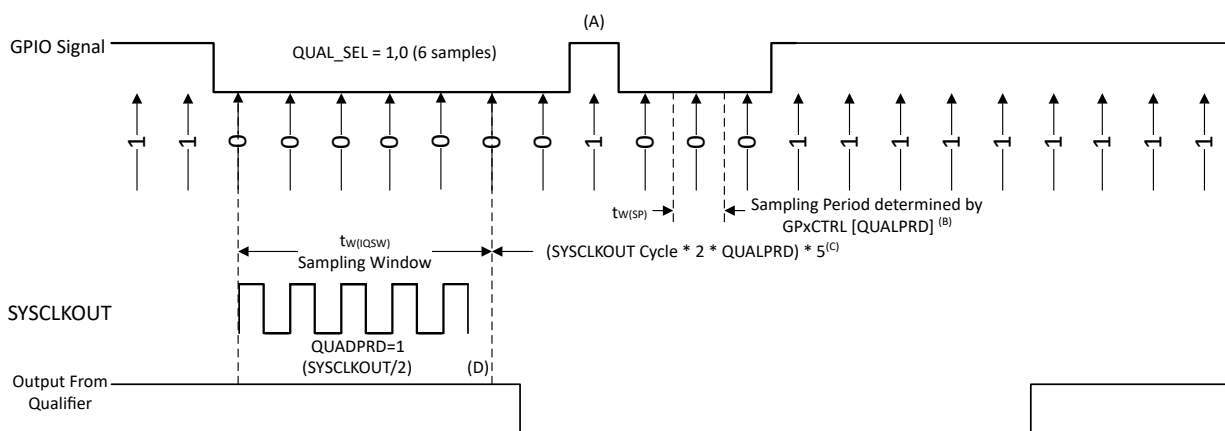 (A)
GPIO Signal
QUAL_SEL = 1,0 (6 samples)
1 1 0 0 0 0 0 0 0 1 0 0 0 1 1 1 1 1 1 1 1 1
tW(SP)
Sampling Period determined by
GPxCTRL [QUALPRD] (B)
tW(IQSW)
Sampling Window
(SYSCLKOUT Cycle * 2 * QUALPRD) * 5(C)
SYSCLKOUT
QUADPRD=1
(SYSCLKOUT/2)
(D)
Output From
Qualifier